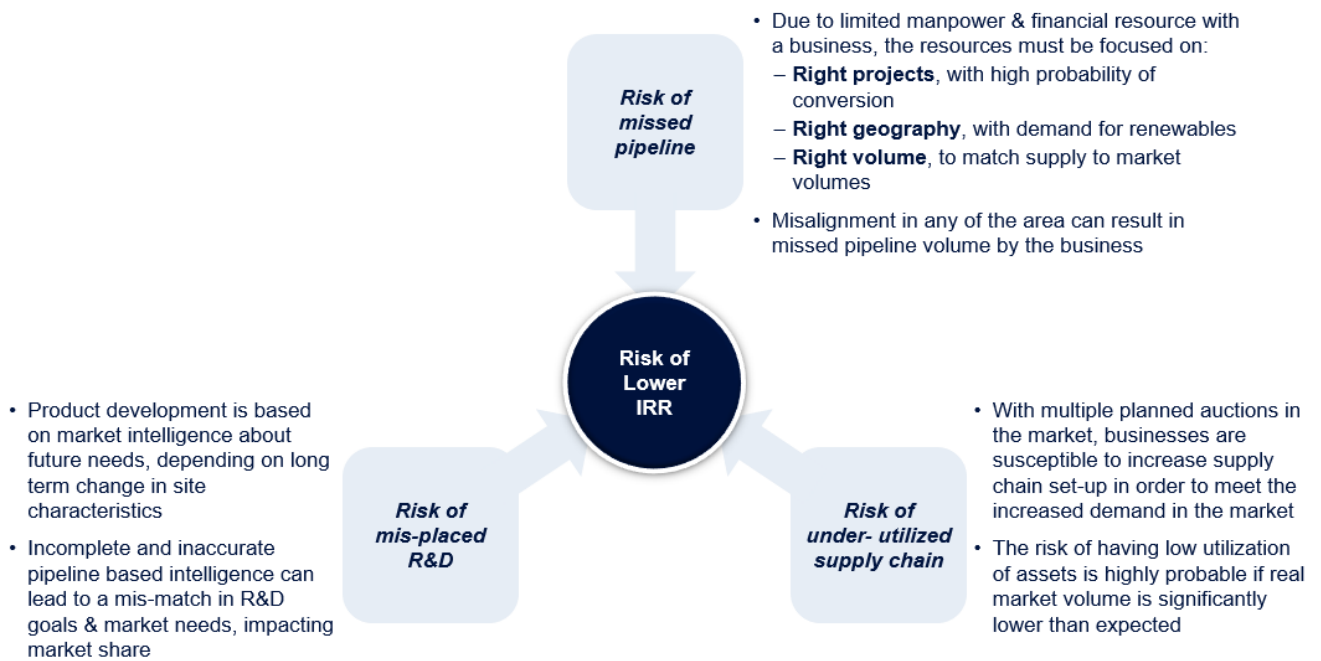 Risk of
missed
pipeline
• Due to limited manpower & financial resource with
a business, the resources must be focused on:
– Right projects, with high probability of
conversion
– Right geography, with demand for renewables
– Right volume, to match supply to market
volumes
• Misalignment in any of the area can result in
missed pipeline volume by the business
Risk of
Lower
IRR
• Product development is based
on market intelligence about
future needs, depending on long
term change in site
characteristics
• Incomplete and inaccurate
pipeline based intelligence can
lead to a mis-match in R&D
goals & market needs, impacting
market share
Risk of
mis-placed
R&D
Risk of
under- utilized
supply chain
• With multiple planned auctions in
the market, businesses are
susceptible to increase supply
chain set-up in order to meet the
increased demand in the market
• The risk of having low utilization
of assets is highly probable if real
market volume is significantly
lower than expected